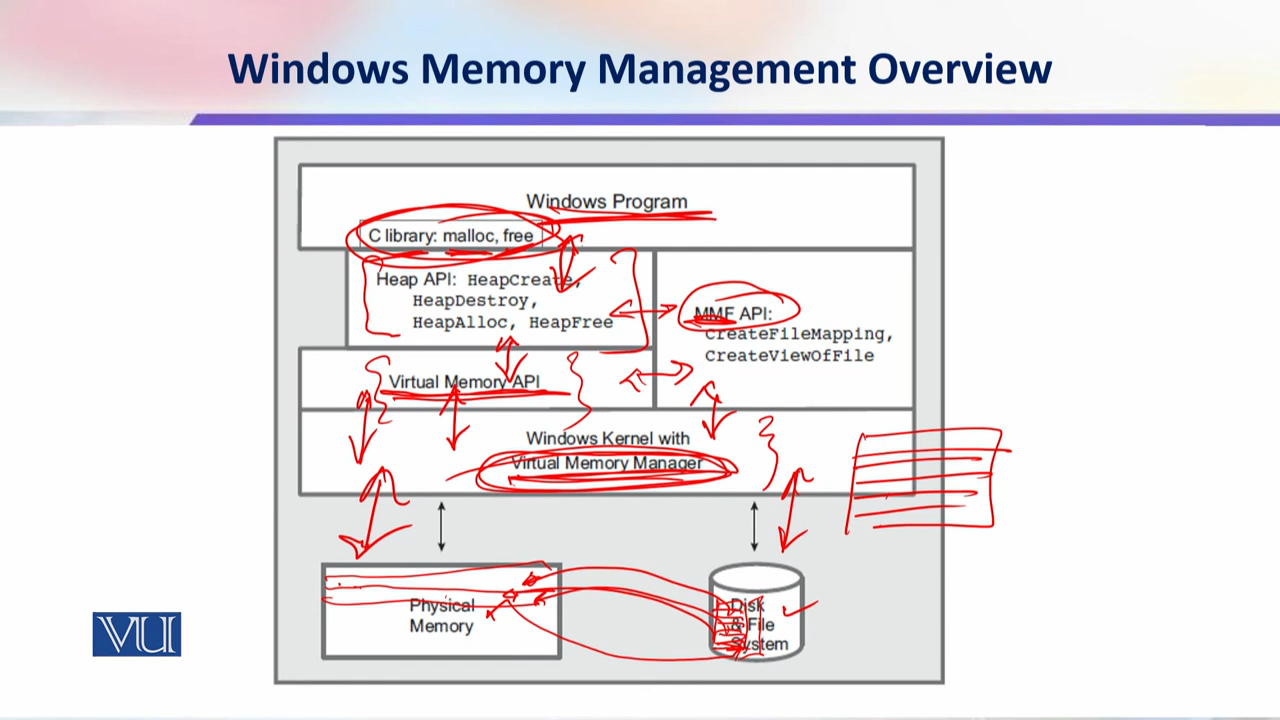 Windows Memory Management Overview
Windows Program
C library: malloc, free
Heap API: HeapCreate,
HeapDestroy,
HeapAlloc, HeapFree
MMF API:
CreateFileMapping,
CreateViewOfFile
Virtual Memory API
Windows Kernel with
Virtual Memory Manager
Physical
Memory
Disk
& File
System
VU